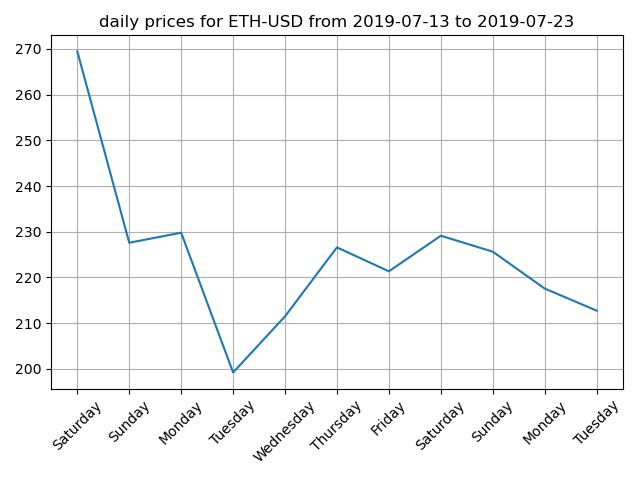 daily prices for ETH-USD from 2019-07-13 to 2019-07-23
270
260
250
240
230
220
210
200
Saturday
Sunday
Monday
Tuesday
Wednesday
Thursday
Friday
Saturday
Sunday
Monday
Tuesday